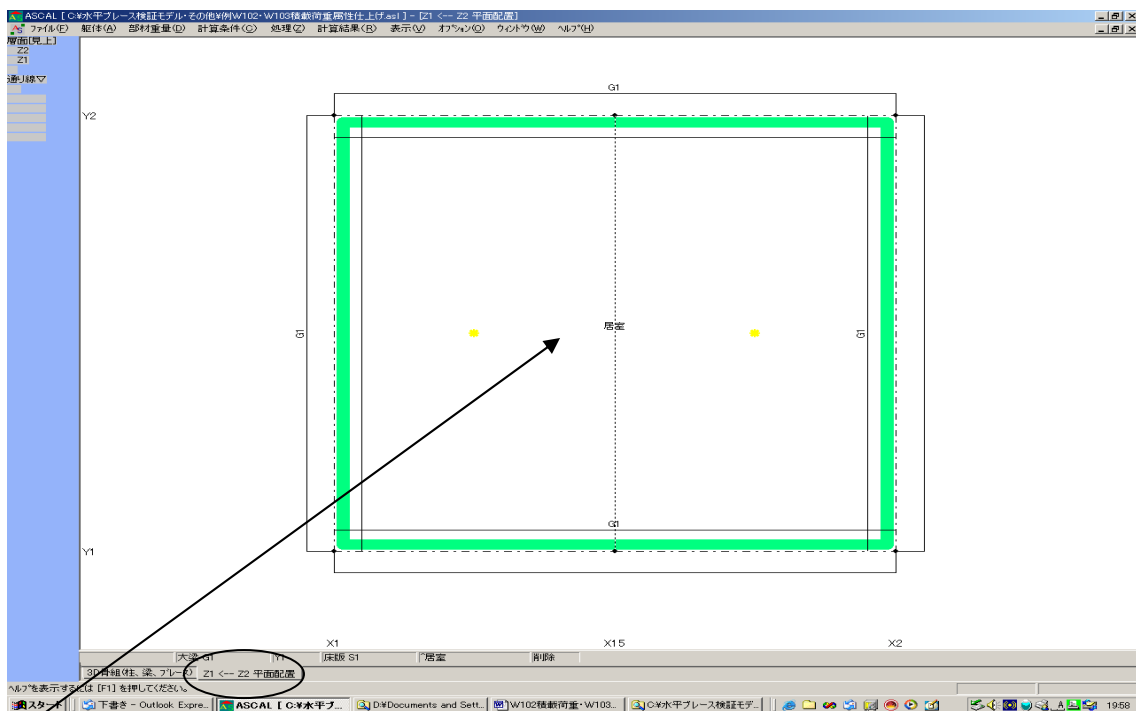 ASCAL [ C:¥水平ブレース検証モデル・その他¥例W102・W103積載荷重属性仕上げ.asl ] - [Z1 <-- Z2 平面配置]
ファイル(F) 躯体(A) 部材重量(D) 計算条件(C) 処理(Z) 計算結果(R) 表示(V) オプション(O) ウィンドウ(W) ヘルプ(H)
層面[見上]
Z2
Z1
通り線▽
G1
Y2
居室
G1
G1
G1
Y1
X1 X15 X2
大梁 G1 Y1 床版 S1 居室 削除
3D骨組(柱、梁、ブレース) Z1 <-- Z2 平面配置
ヘルプを表示するには [F1] を押してください。
スタート 下書き - Outlook Expre... ASCAL [ C:¥水平ブ... D:¥Documents and Sett... W102積載荷重・W103... C:¥水平ブレース検証モデ... A 19:58